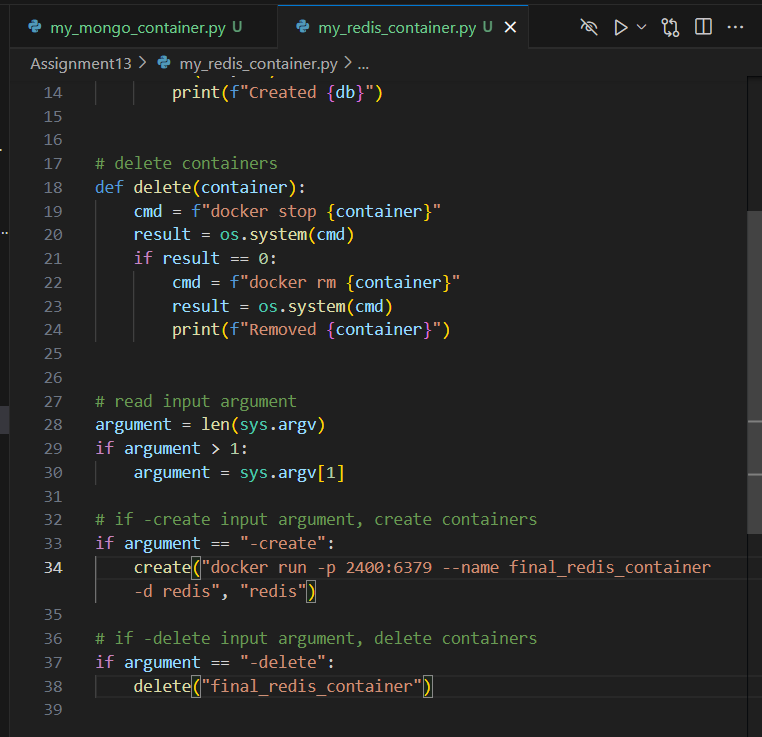 my_mongo_container.py U
my_redis_container.py U
Assignment13 > my_redis_container.py > ...
14 print(f"Created {db}")
15
16
17 # delete containers
18 def delete(container):
19 cmd = f"docker stop {container}"
20 result = os.system(cmd)
21 if result == 0:
22 cmd = f"docker rm {container}"
23 result = os.system(cmd)
24 print(f"Removed {container}")
25
26
27 # read input argument
28 argument = len(sys.argv)
29 if argument > 1:
30 argument = sys.argv[1]
31
32 # if -create input argument, create containers
33 if argument == "-create":
34 create("docker run -p 2400:6379 --name final_redis_container
-d redis", "redis")
35
36 # if -delete input argument, delete containers
37 if argument == "-delete":
38 delete("final_redis_container")
39